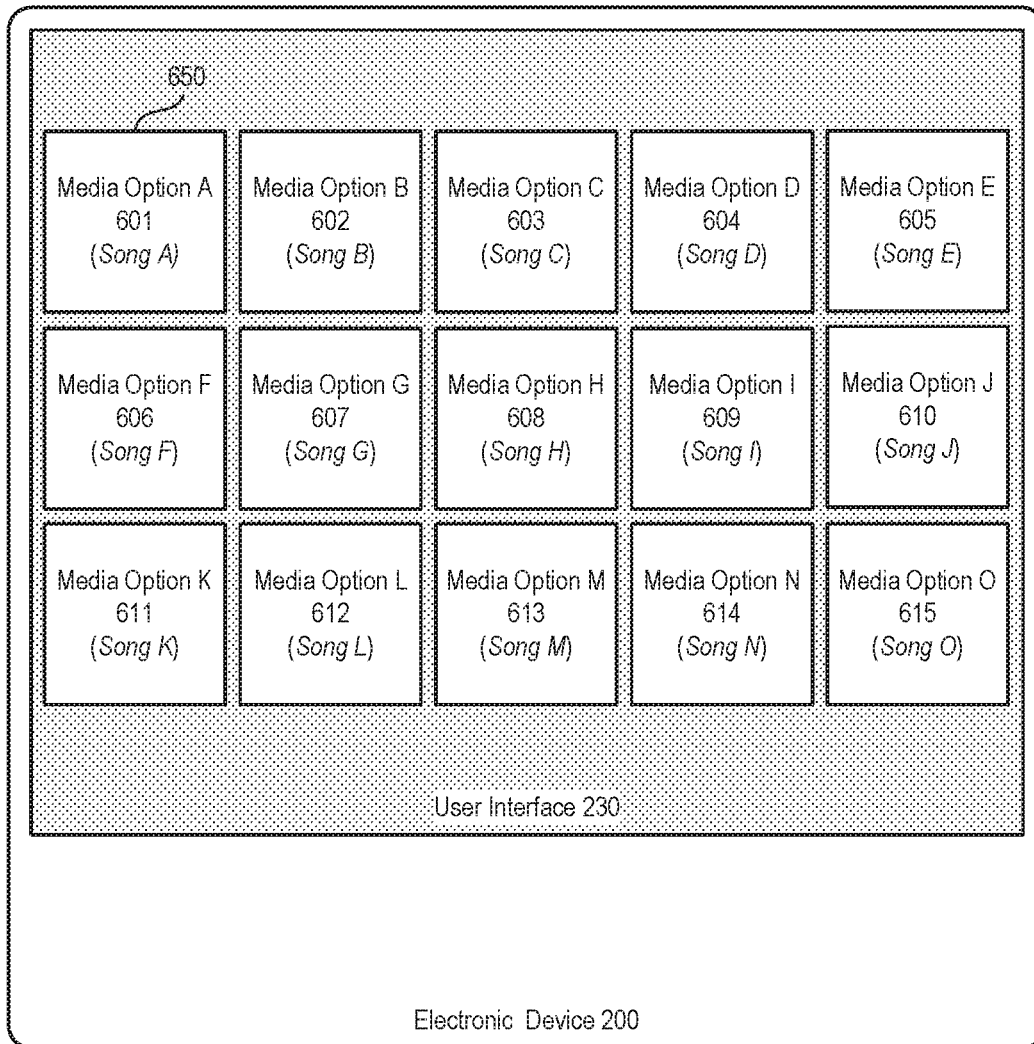 650
Media Option A
601
(Song A)
Media Option B
602
(Song B)
Media Option C
603
(Song C)
Media Option D
604
(Song D)
Media Option E
605
(Song E)
Media Option F
606
(Song F)
Media Option G
607
(Song G)
Media Option H
608
(Song H)
Media Option I
609
(Song I)
Media Option J
610
(Song J)
Media Option K
611
(Song K)
Media Option L
612
(Song L)
Media Option M
613
(Song M)
Media Option N
614
(Song N)
Media Option O
615
(Song O)
User Interface 230
Electronic Device 200